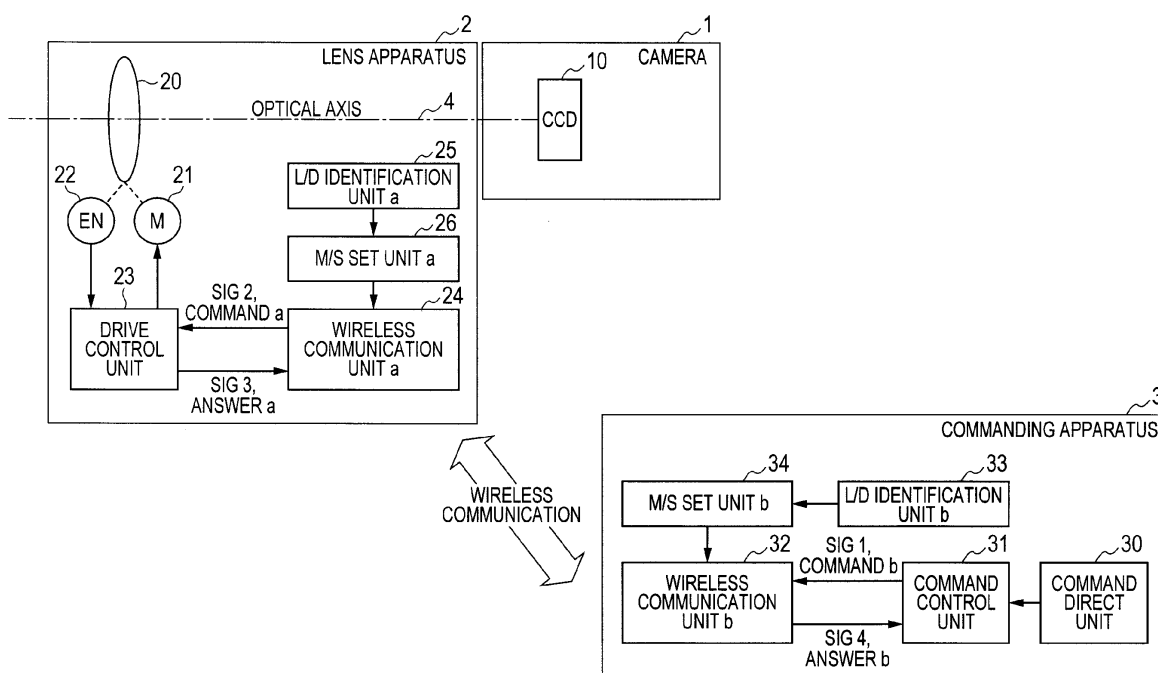 2
LENS APPARATUS
1
CAMERA
20
10
OPTICAL AXIS
4
CCD
25
L/D IDENTIFICATION
UNIT a
22
21
EN
M
26
M/S SET UNIT a
23
SIG 2,
COMMAND a
24
DRIVE
CONTROL
UNIT
WIRELESS
COMMUNICATION
UNIT a
SIG 3,
ANSWER a
3
COMMANDING APPARATUS
WIRELESS
COMMUNICATION
34
33
M/S SET UNIT b
L/D IDENTIFICATION
UNIT b
32
SIG 1,
COMMAND b
31
30
WIRELESS
COMMUNICATION
UNIT b
COMMAND
CONTROL
UNIT
COMMAND
DIRECT
UNIT
SIG 4,
ANSWER b